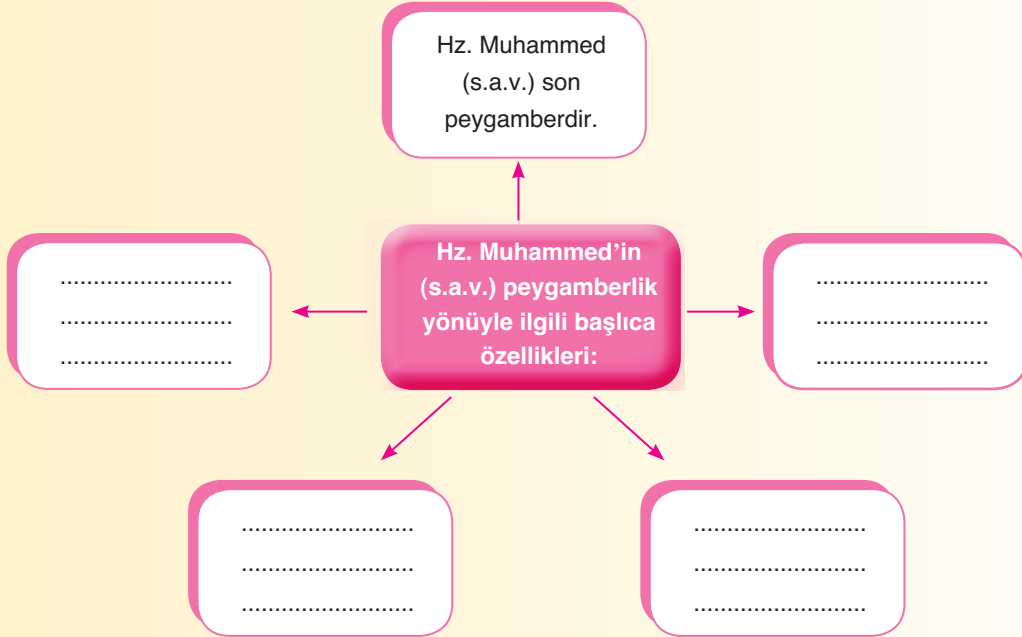 Hz. Muhammed
(s.a.v.) son
peygamberdir.
Hz. Muhammed’in
(s.a.v.) peygamberlik
yönüyle ilgili başlıca
özellikleri:
..........................
..........................
..........................
..........................
..........................
..........................
..........................
..........................
..........................
..........................
..........................
..........................